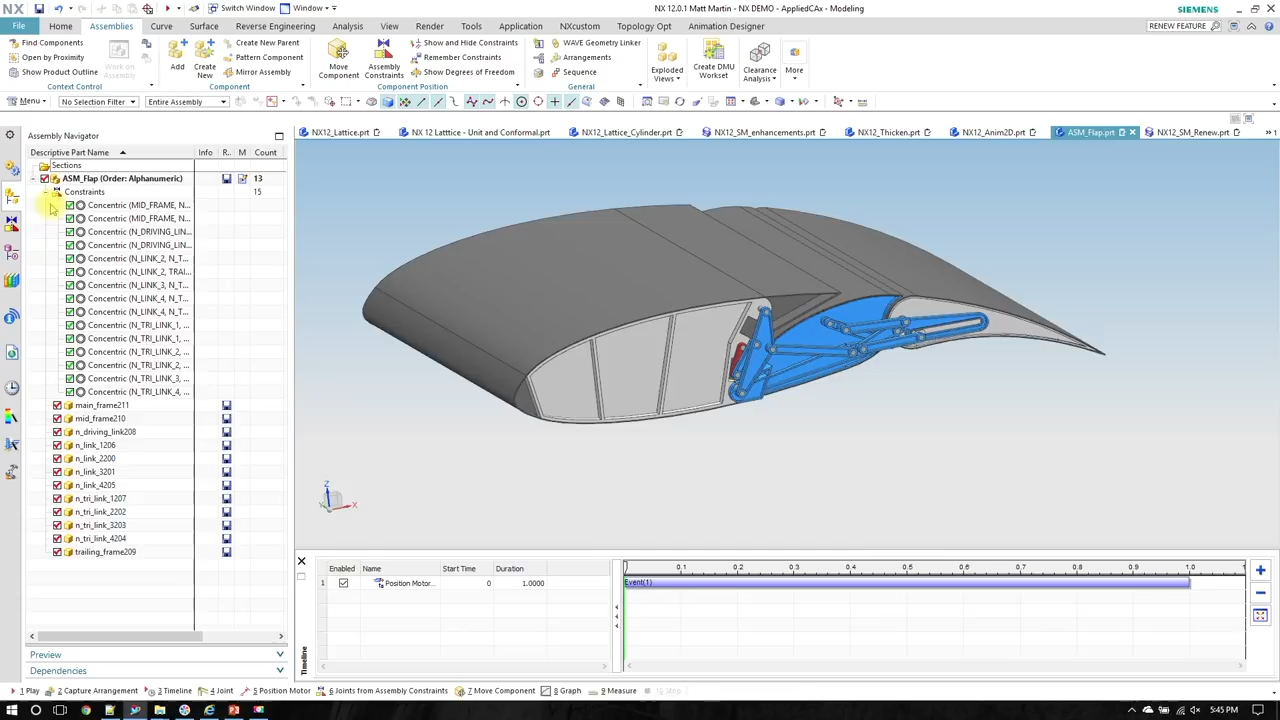 NX Switch Window Window NX 12.0.1 Matt Martin - NX DEMO - AppliedCAx - Modeling SIEMENS
File Home Assemblies Curve Surface Reverse Engineering Analysis View Render Tools Application NXcustom Topology Opt Animation Designer RENEW FEATURE
Find Components
Open by Proximity
Show Product Outline
Work on Assembly
Context Control
Add
Create New
Create New Parent
Pattern Component
Mirror Assembly
Component
Move Component
Assembly Constraints
Show and Hide Constraints
Remember Constraints
Show Degrees of Freedom
Component Position
WAVE Geometry Linker
Arrangements
Sequence
Exploded Views
Create DMU Workset
Clearance Analysis
More
Menu No Selection Filter Entire Assembly
Assembly Navigator
NX12_Lattice.prt NX 12 Latttice - Unit and Conformal.prt NX12_Lattice_Cylinder.prt NX12_SM_enhancements.prt NX12_Thicken.prt NX12_Anim2D.prt ASM_Flap.prt NX12_SM_Renew.prt
Descriptive Part Name Info R.. M Count
Sections
ASM_Flap (Order: Alphanumeric) 13
Constraints 15
Concentric (MID_FRAME, N...
Concentric (MID_FRAME, N...
Concentric (N_DRIVING_LIN...
Concentric (N_DRIVING_LIN...
Concentric (N_LINK_2, N_T...
Concentric (N_LINK_2, TRAI...
Concentric (N_LINK_3, N_T...
Concentric (N_LINK_4, N_T...
Concentric (N_LINK_4, N_T...
Concentric (N_TRI_LINK_1, ...
Concentric (N_TRI_LINK_1, ...
Concentric (N_TRI_LINK_2, ...
Concentric (N_TRI_LINK_2, ...
Concentric (N_TRI_LINK_3, ...
Concentric (N_TRI_LINK_4, ...
main_frame211
mid_frame210
n_driving_link208
n_link_1206
n_link_2200
n_link_3201
n_link_4205
n_tri_link_1207
n_tri_link_2202
n_tri_link_3203
n_tri_link_4204
trailing_frame209
Preview
Dependencies
Z
Y
X
Timeline
Enabled Name Start Time Duration
1 Position Motor... 0 1.0000
0.1 0.2 0.3 0.4 0.5 0.6 0.7 0.8 0.9 1.0 1
Event(1)
1 Play 2 Capture Arrangement 3 Timeline 4 Joint 5 Position Motor 6 Joints from Assembly Constraints 7 Move Component 8 Graph 9 Measure Stop
5:45 PM